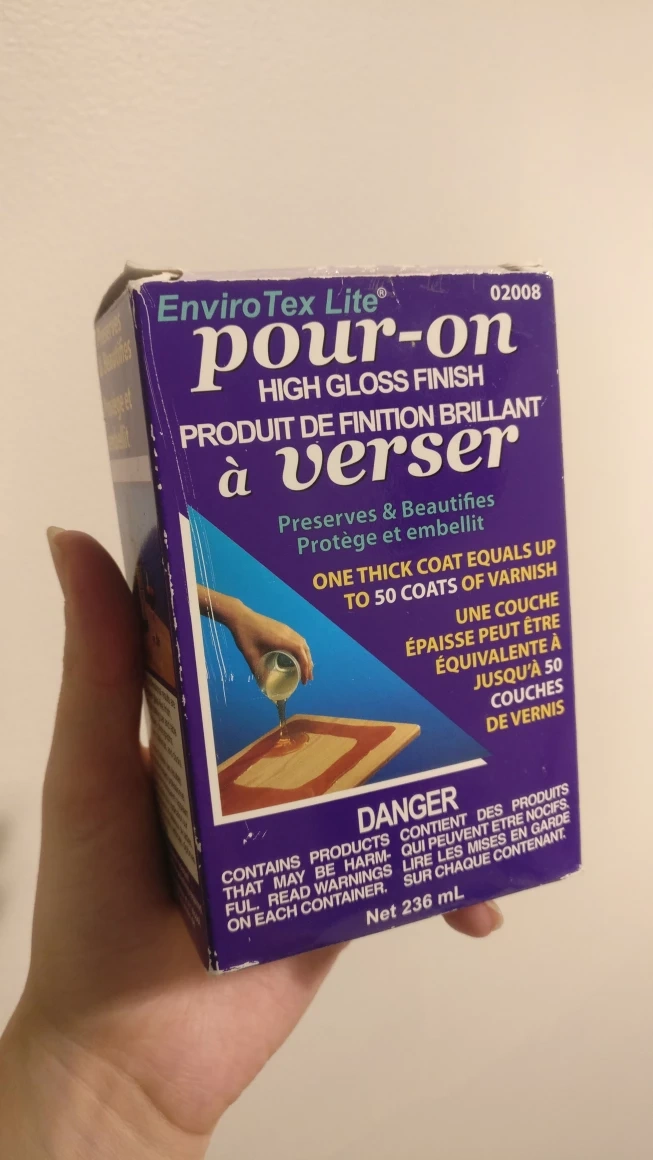 EnviroTex Lite®
02008
pour-on
HIGH GLOSS FINISH
PRODUIT DE FINITION BRILLANT
à verser
Preserves & Beautifies
Protège et embellit
ONE THICK COAT EQUALS UP
TO 50 COATS OF VARNISH
UNE COUCHE
ÉPAISSE PEUT ÊTRE
ÉQUIVALENTE À
JUSQU'À 50
COUCHES
DE VERNIS
DANGER
CONTAINS PRODUCTS
THAT MAY BE HARM-
FUL. READ WARNINGS
ON EACH CONTAINER.
CONTIENT DES PRODUITS
QUI PEUVENT ETRE NOCIFS.
LIRE LES MISES EN GARDE
SUR CHAQUE CONTENANT.
Net 236 mL